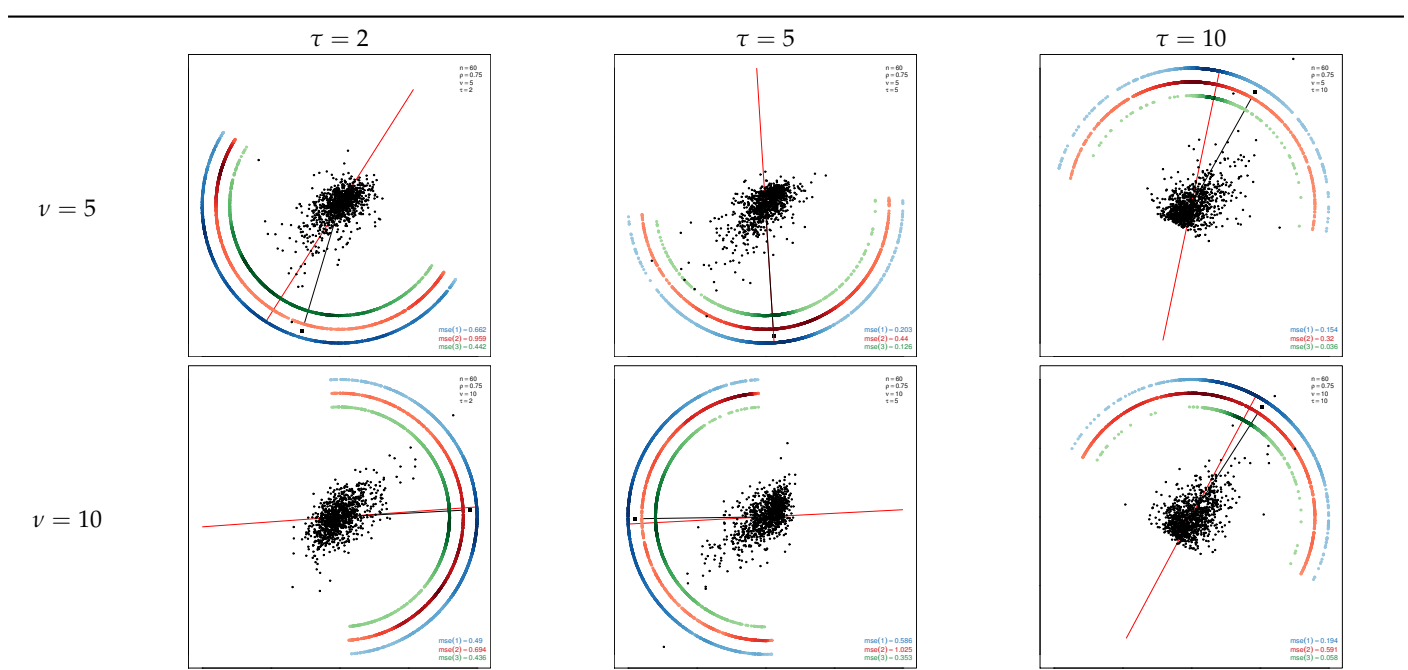 τ = 2
τ = 5
τ = 10
ν = 5
n = 60
ρ = 0.75
ν = 5
τ = 2
mse(1) = 0.662
mse(2) = 0.959
mse(3) = 0.442
n = 60
ρ = 0.75
ν = 5
τ = 5
mse(1) = 0.203
mse(2) = 0.44
mse(3) = 0.126
n = 60
ρ = 0.75
ν = 5
τ = 10
mse(1) = 0.154
mse(2) = 0.32
mse(3) = 0.036
ν = 10
n = 60
ρ = 0.75
ν = 10
τ = 2
mse(1) = 0.49
mse(2) = 0.694
mse(3) = 0.436
n = 60
ρ = 0.75
ν = 10
τ = 5
mse(1) = 0.586
mse(2) = 1.025
mse(3) = 0.353
n = 60
ρ = 0.75
ν = 10
τ = 10
mse(1) = 0.194
mse(2) = 0.591
mse(3) = 0.058